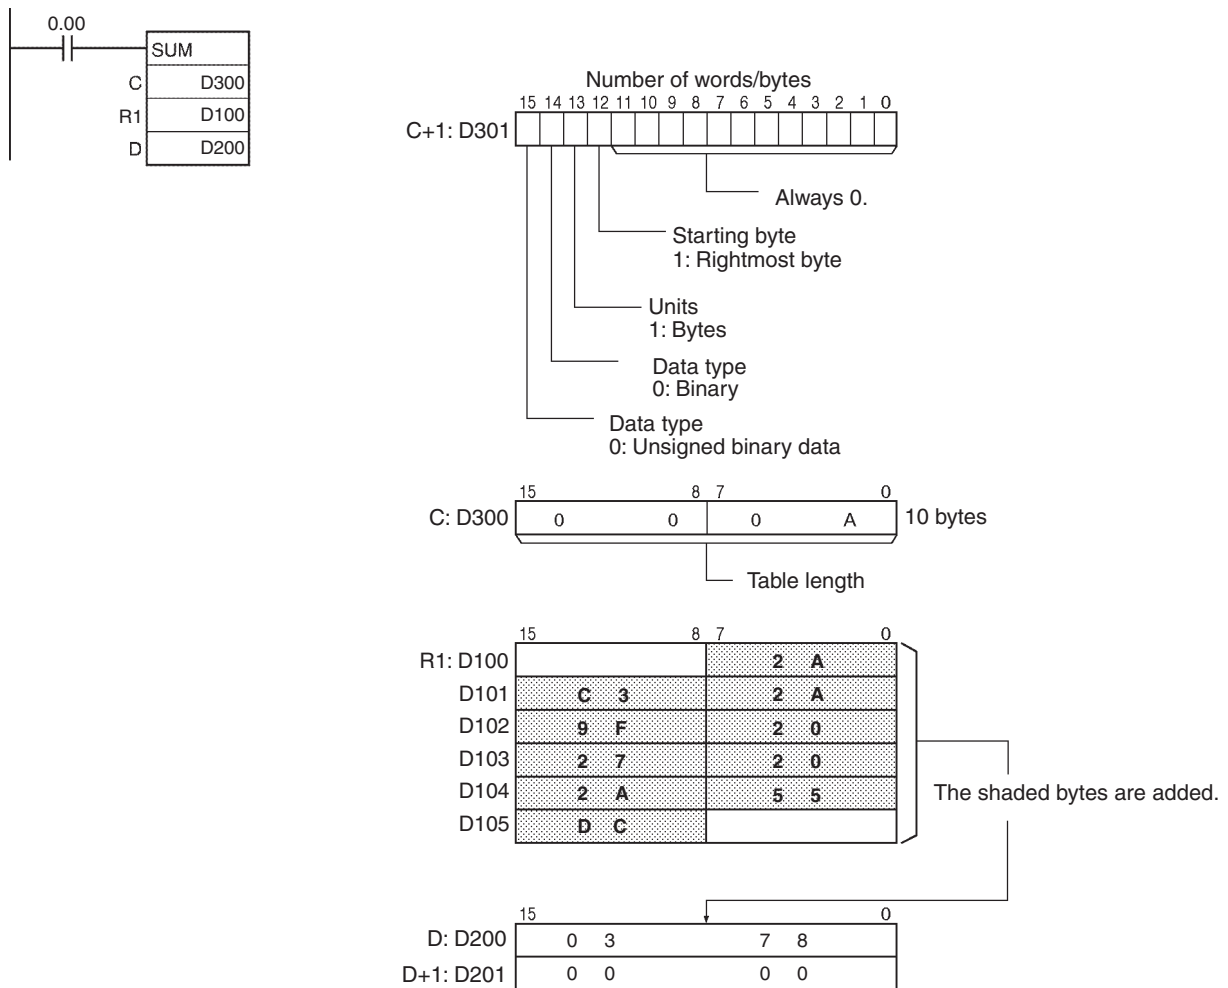 0.00
SUM
C D300
R1 D100
D D200
Number of words/bytes
15 14 13 12 11 10 9 8 7 6 5 4 3 2 1 0
C+1: D301
Always 0.
Starting byte
1: Rightmost byte
Units
1: Bytes
Data type
0: Binary
Data type
0: Unsigned binary data
15 8 7 0
C: D300 0 0 0 A 10 bytes
Table length
15 8 7 0
R1: D100 2 A
D101 C 3 2 A
D102 9 F 2 0
D103 2 7 2 0
D104 2 A 5 5
The shaded bytes are added.
D105 D C
15 0
D: D200 0 3 7 8
D+1: D201 0 0 0 0